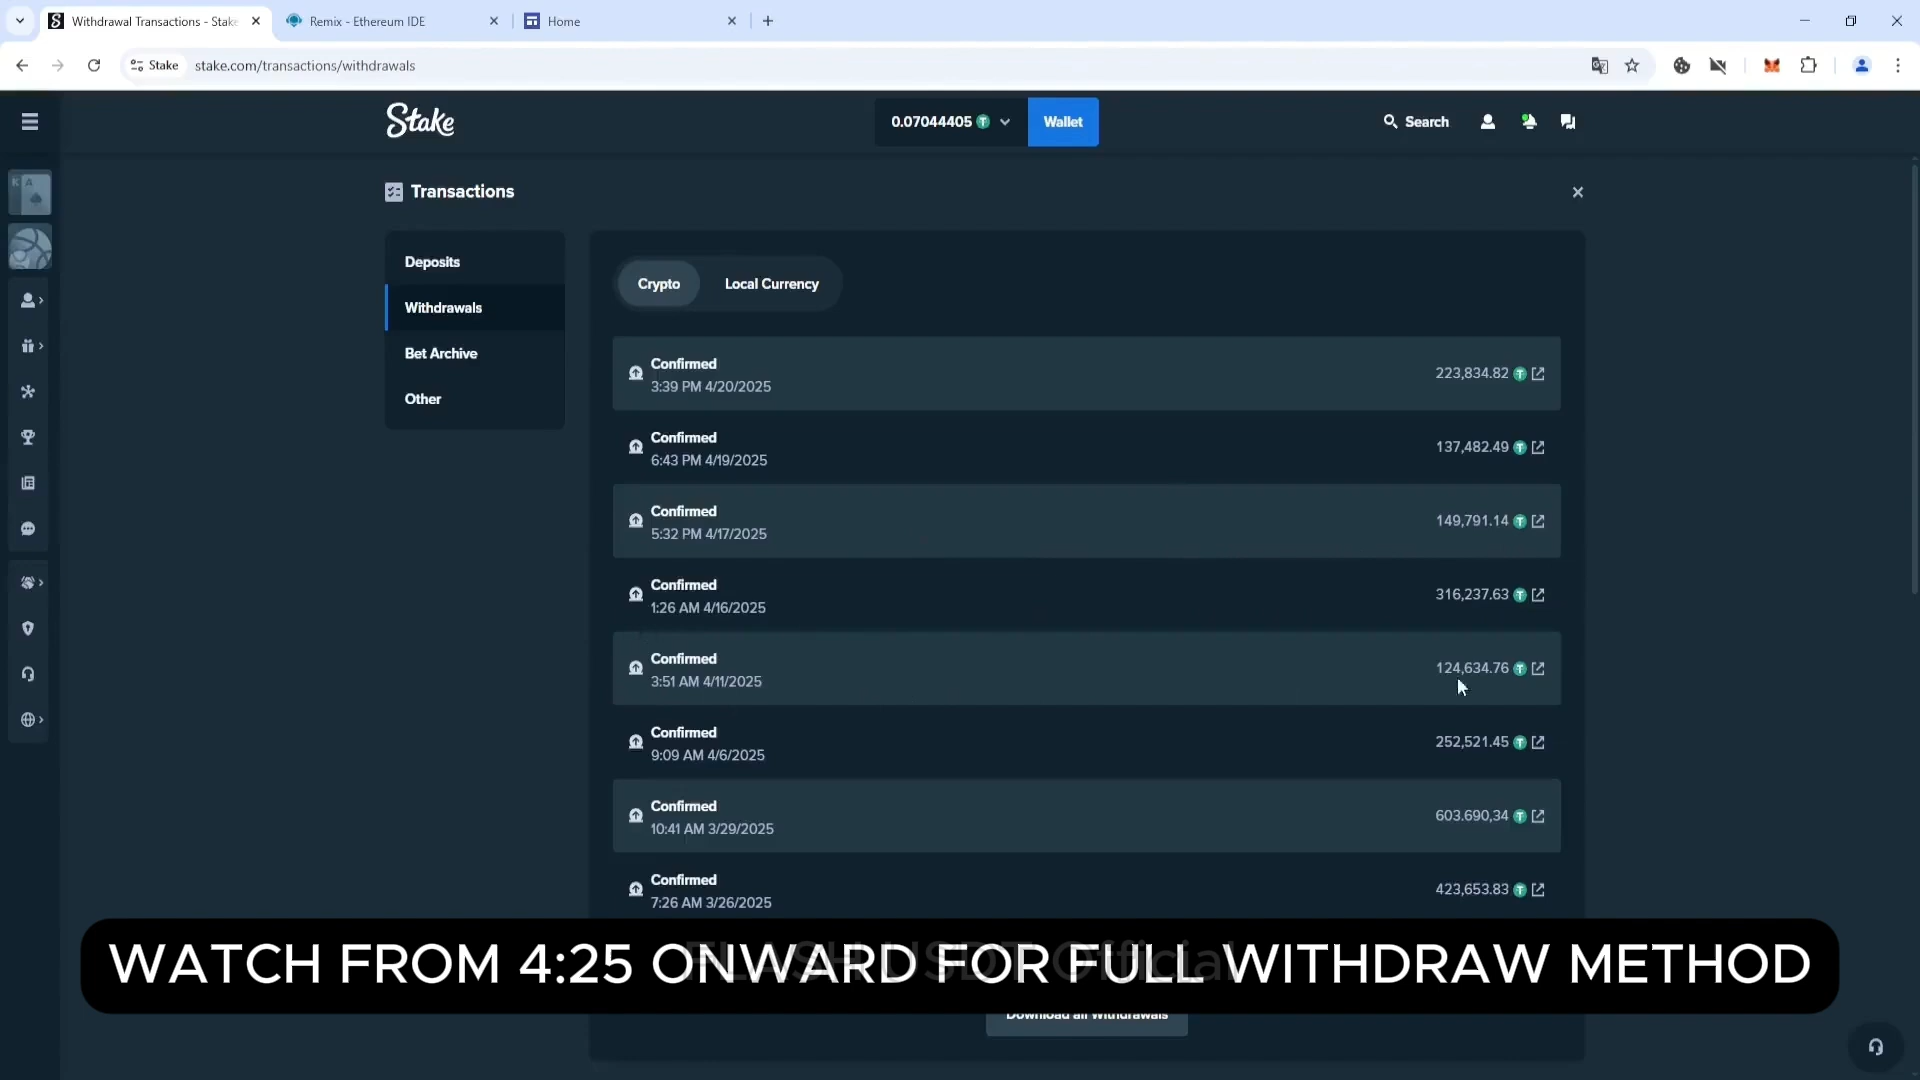 Withdrawal Transactions - Stake
Remix - Ethereum IDE
Home
Stake
stake.com/transactions/withdrawals
Stake
0.07044405
Wallet
Search
K A
Transactions
Deposits
Withdrawals
Bet Archive
Other
Crypto
Local Currency
Confirmed
3:39 PM 4/20/2025
223,834.82
Confirmed
6:43 PM 4/19/2025
137,482.49
Confirmed
5:32 PM 4/17/2025
149,791.14
Confirmed
1:26 AM 4/16/2025
316,237.63
Confirmed
3:51 AM 4/11/2025
124,634.76
Confirmed
9:09 AM 4/6/2025
252,521.45
Confirmed
10:41 AM 3/29/2025
603.690,34
Confirmed
7:26 AM 3/26/2025
423,653.83
FLASH USDT Official
WATCH FROM 4:25 ONWARD FOR FULL WITHDRAW METHOD
Download all Withdrawals